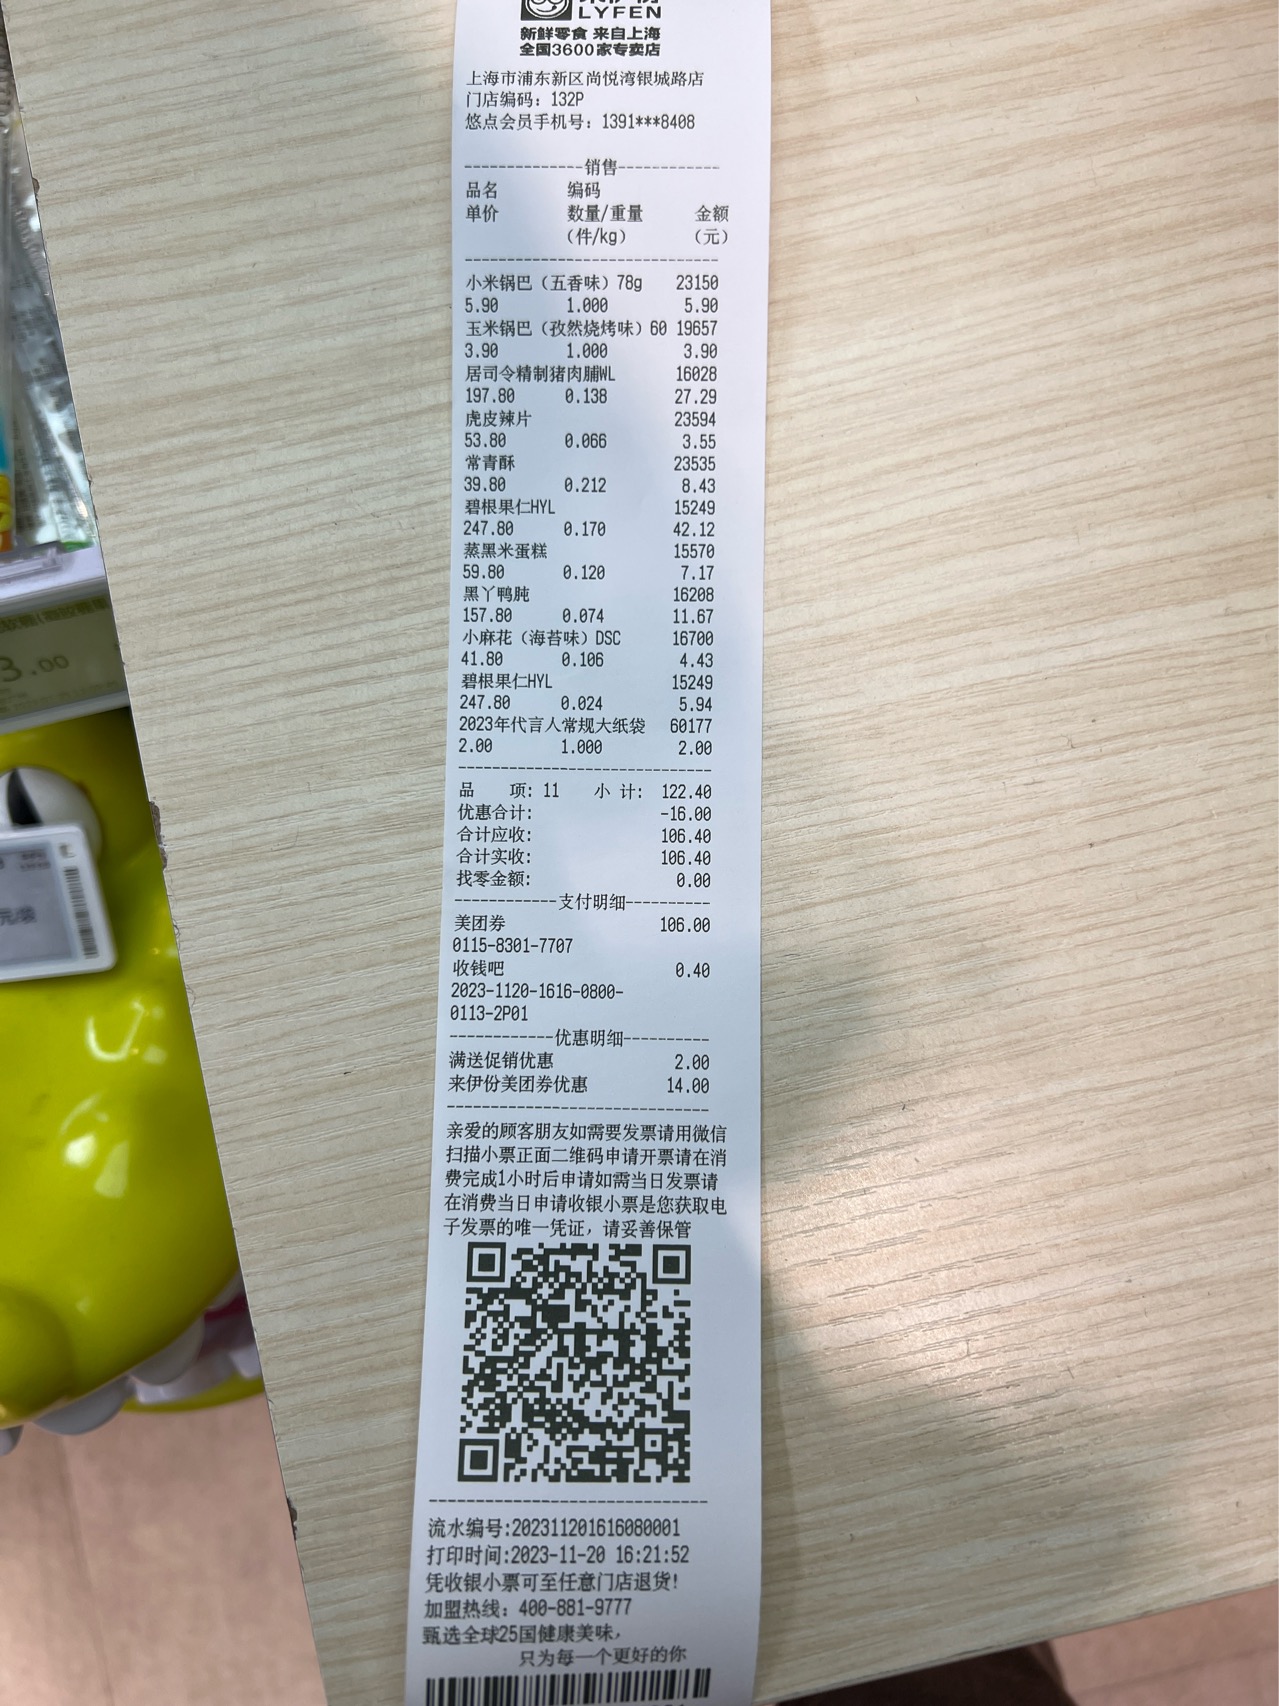 LYFEN
新鲜零食 来自上海
全国3600家专卖店
上海市浦东新区尚悦湾银城路店
门店编码：132P
悠点会员手机号：1391***8408
--------------销售------------
品名 编码
单价 数量/重量 金额
（件/kg） （元）
小米锅巴（五香味）78g 23150
5.90 1.000 5.90
玉米锅巴（孜然烧烤味）60 19657
3.90 1.000 3.90
居司令精制猪肉脯WL 16028
197.80 0.138 27.29
虎皮辣片 23594
53.80 0.066 3.55
常青酥 23535
39.80 0.212 8.43
碧根果仁HYL 15249
247.80 0.170 42.12
蒸黑米蛋糕 15570
59.80 0.120 7.17
黑丫鸭肫 16208
157.80 0.074 11.67
小麻花（海苔味）DSC 16700
41.80 0.106 4.43
碧根果仁HYL 15249
247.80 0.024 5.94
2023年代言人常规大纸袋 60177
2.00 1.000 2.00
品 项: 11 小 计: 122.40
优惠合计: -16.00
合计应收: 106.40
合计实收: 106.40
找零金额: 0.00
------------支付明细----------
美团券 106.00
0115-8301-7707
收钱吧 0.40
2023-1120-1616-0800-
0113-2P01
------------优惠明细----------
满送促销优惠 2.00
来伊份美团券优惠 14.00
亲爱的顾客朋友如需要发票请用微信
扫描小票正面二维码申请开票请在消
费完成1小时后申请如需当日发票请
在消费当日申请收银小票是您获取电
子发票的唯一凭证，请妥善保管
流水编号:202311201616080001
打印时间:2023-11-20 16:21:52
凭收银小票可至任意门店退货!
加盟热线：400-881-9777
甄选全球25国健康美味，
只为每一个更好的你
3.00
元/袋